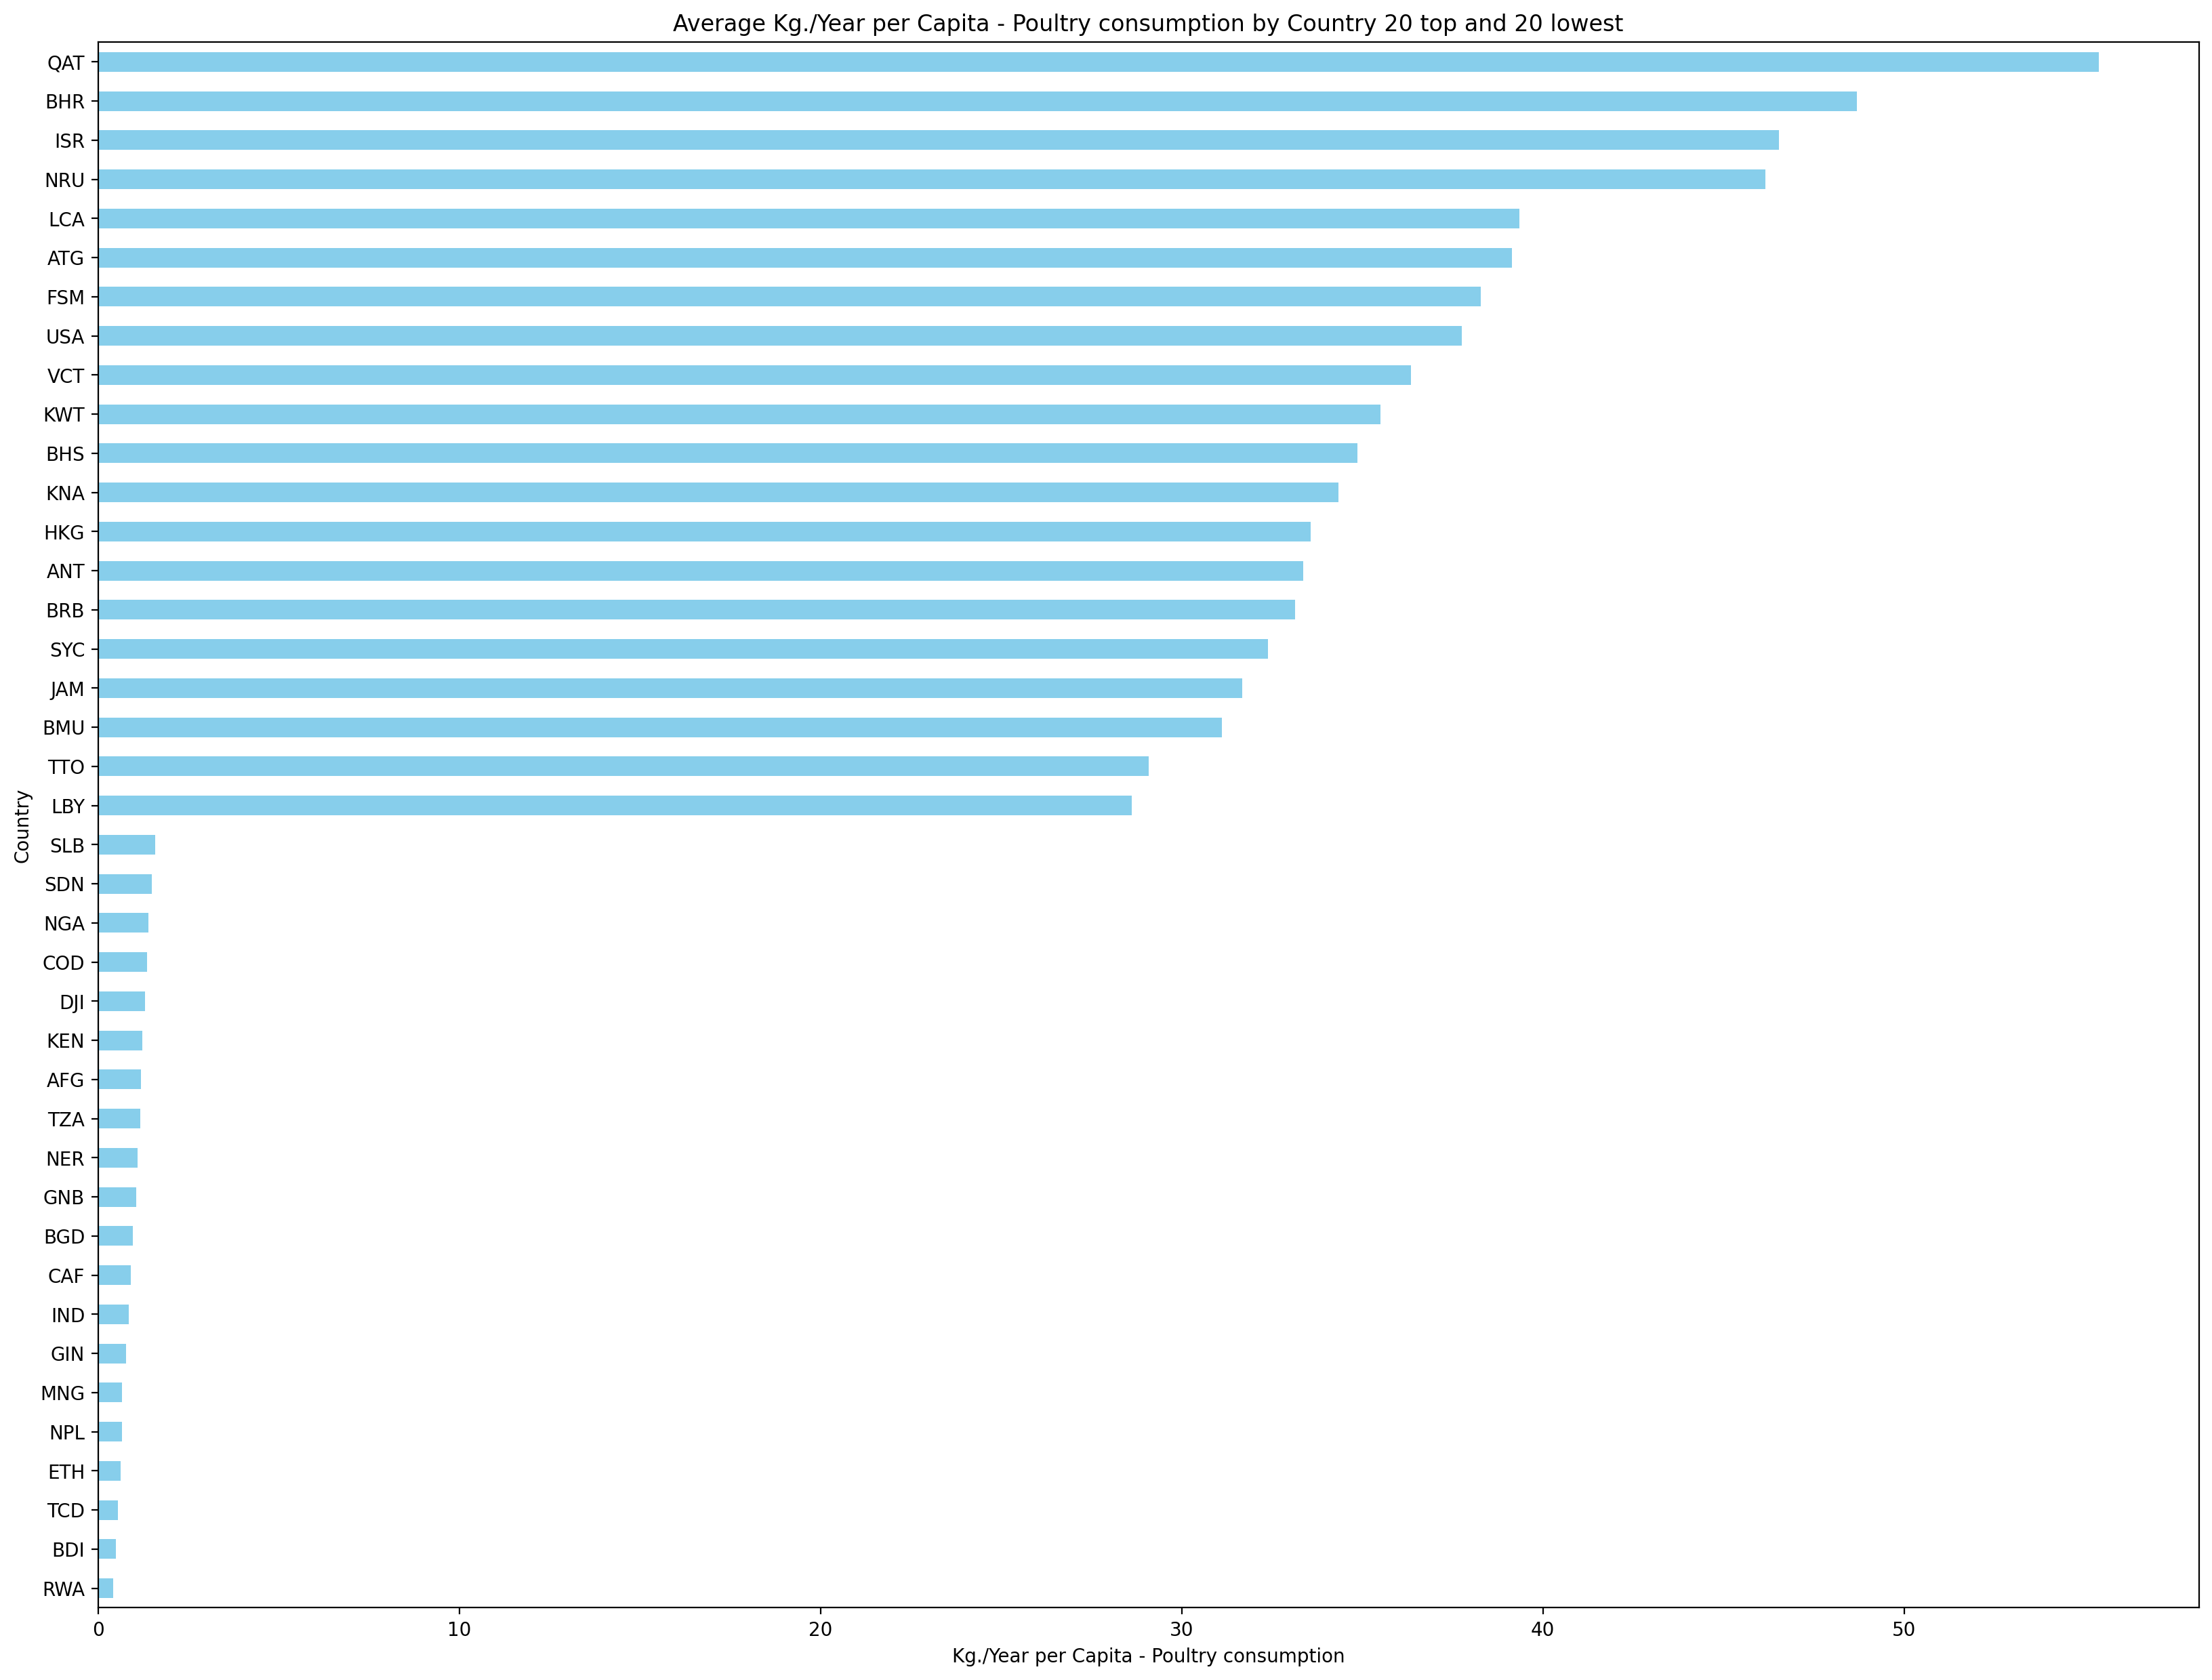 Average Kg./Year per Capita - Poultry consumption by Country 20 top and 20 lowest
QAT
BHR
ISR
NRU
LCA
ATG
FSM
USA
VCT
KWT
BHS
KNA
HKG
ANT
BRB
SYC
JAM
BMU
TTO
LBY
SLB
SDN
NGA
COD
DJI
KEN
AFG
TZA
NER
GNB
BGD
CAF
IND
GIN
MNG
NPL
ETH
TCD
BDI
RWA
Country
0 10 20 30 40 50
Kg./Year per Capita - Poultry consumption